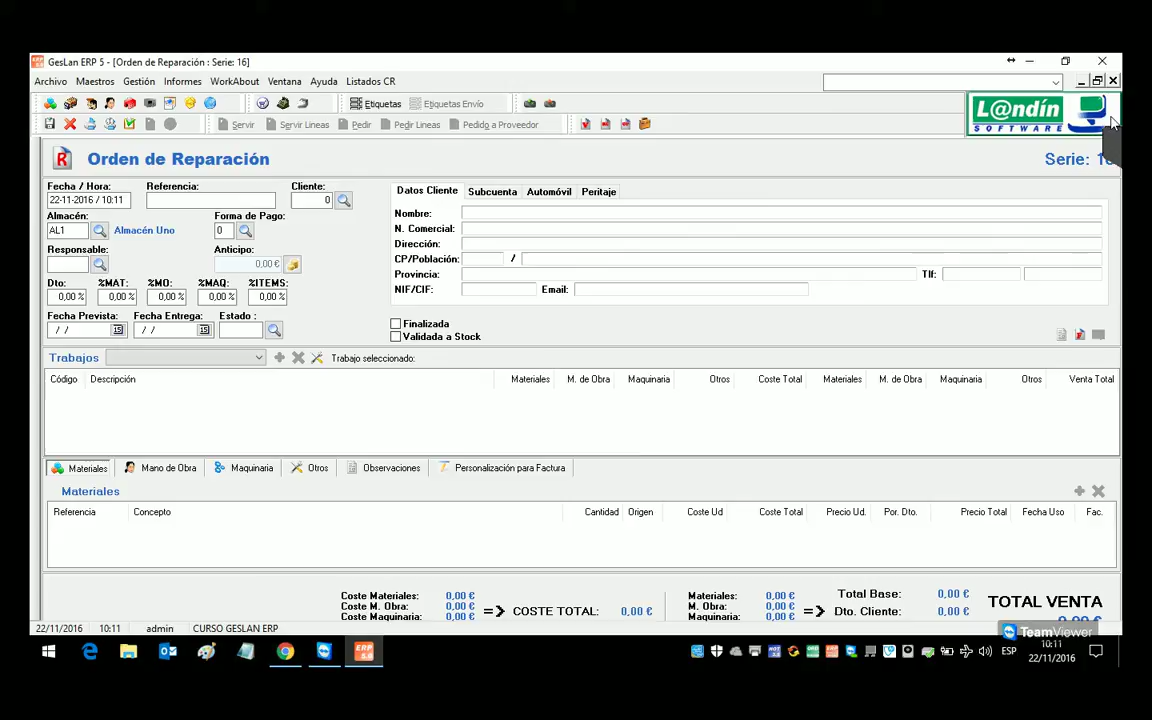 GesLan ERP 5 - [Orden de Reparación : Serie: 16]
Archivo Maestros Gestión Informes WorkAbout Ventana Ayuda Listados CR
Etiquetas Etiquetas Envío
Servir Servir Lineas Pedir Pedir Lineas Pedido a Proveedor
L@ndín
SOFTWARE
Orden de Reparación
Serie:
Fecha / Hora: Referencia: Cliente:
22-11-2016 / 10:11 0
Almacén: Forma de Pago:
AL1 Almacén Uno 0
Responsable: Anticipo:
0,00 €
Dto: %MAT: %MO: %MAQ: %ITEMS:
0,00 % 0,00 % 0,00 % 0,00 % 0,00 %
Fecha Prevista: Fecha Entrega: Estado :
/ / 15 / / 15
Datos Cliente Subcuenta Automóvil Peritaje
Nombre:
N. Comercial:
Dirección:
CP/Población: /
Provincia: Tlf:
NIF/CIF: Email:
Finalizada
Validada a Stock
Trabajos Trabajo seleccionado:
Código Descripción Materiales M. de Obra Maquinaria Otros Coste Total Materiales M. de Obra Maquinaria Otros Venta Total
Materiales Mano de Obra Maquinaria Otros Observaciones Personalización para Factura
Materiales
Referencia Concepto Cantidad Origen Coste Ud Coste Total Precio Ud. Por. Dto. Precio Total Fecha Uso Fac.
Coste Materiales: 0,00 €
Coste M. Obra: 0,00 €
Coste Maquinaria: 0,00 €
COSTE TOTAL: 0,00 €
Materiales: 0,00 €
M. Obra: 0,00 €
Maquinaria: 0,00 €
Total Base: 0,00 €
Dto. Cliente: 0,00 €
TOTAL VENTA
22/11/2016 10:11 admin CURSO GESLAN ERP
TeamViewer
ESP
10:11
22/11/2016